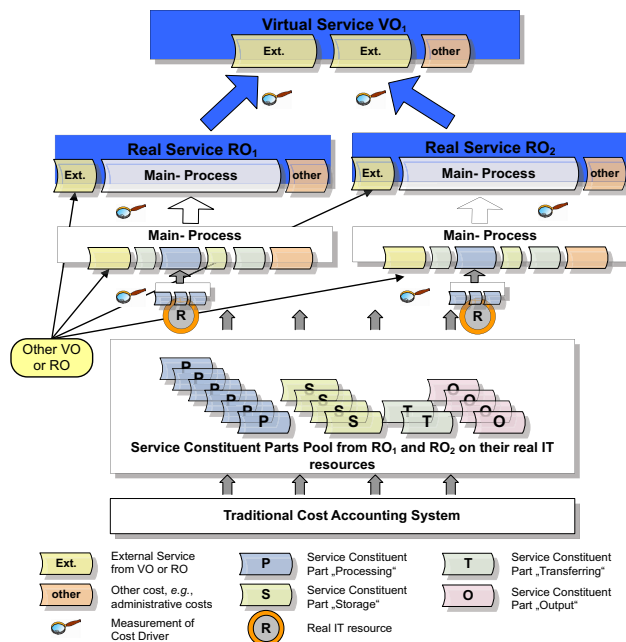 Virtual Service VO1
Ext.
Ext.
other
Real Service RO1
Real Service RO2
Ext.
Main- Process
other
Ext.
Main- Process
other
Main- Process
Main- Process
R
R
Other VO
or RO
P
P
P
P
P
P
S
S
S
S
T
T
O
O
O
O
Service Constituent Parts Pool from RO1 and RO2 on their real IT
resources
Traditional Cost Accounting System
Ext.
External Service
from VO or RO
P
Service Constituent
Part „Processing“
T
Service Constituent
Part „Transferring“
other
Other cost, e.g.,
administrative costs
S
Service Constituent
Part „Storage“
O
Service Constituent
Part „Output“
Measurement of
Cost Driver
R
Real IT resource